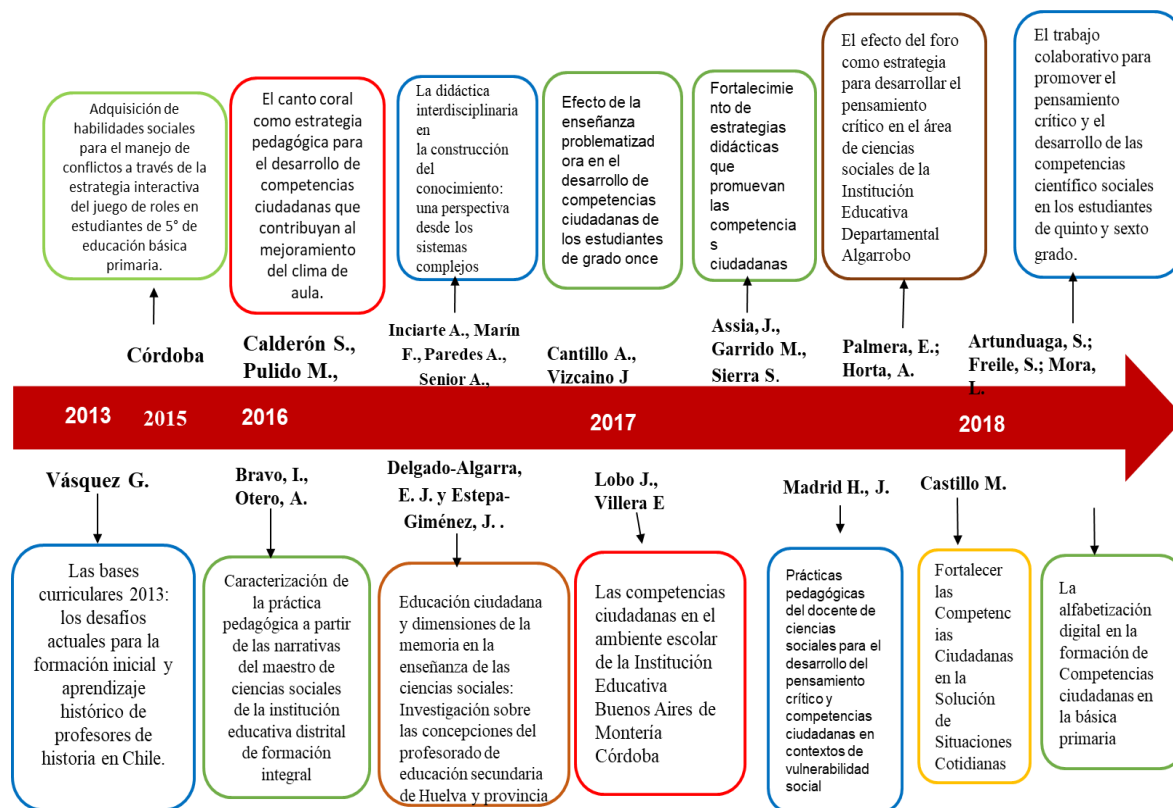 Adquisición de
habilidades sociales
para el manejo de
conflictos a través de la
estrategia interactiva
del juego de roles en
estudiantes de 5° de
educación básica
primaria.
El canto coral
como estrategia
pedagógica para
el desarrollo de
competencias
ciudadanas que
contribuyan al
mejoramiento
del clima de
aula.
La didáctica
interdisciplinaria
en
la construcción
del
conocimiento:
una perspectiva
desde los
sistemas
complejos
Efecto de la
enseñanza
problematizad
ora en el
desarrollo de
competencias
ciudadanas de
los estudiantes
de grado once
Fortalecimie
nto de
estrategias
didácticas
que
promuevan
las
competencia
s
ciudadanas
El efecto del foro
como estrategia
para desarrollar el
pensamiento
crítico en el área
de ciencias
sociales de la
Institución
Educativa
Departamental
Algarrobo
El trabajo
colaborativo para
promover el
pensamiento
crítico y el
desarrollo de las
competencias
científico sociales
en los estudiantes
de quinto y sexto
grado.
Córdoba
Calderón S.,
Pulido M.,
Inciarte A., Marín
F., Paredes A.,
Senior A.,
Cantillo A.,
Vizcaino J
Assia, J.,
Garrido M.,
Sierra S.
Palmera, E.;
Horta, A.
Artunduaga, S.;
Freile, S.; Mora,
L.
2013
2015
2016
2017
2018
Vásquez G.
Bravo, I.,
Otero, A.
Delgado-Algarra,
E. J. y Estepa-
Giménez, J. .
Lobo J.,
Villera E
Madrid H., J.
Castillo M.
Las bases
curriculares 2013:
los desafíos
actuales para la
formación inicial y
aprendizaje
histórico de
profesores de
historia en Chile.
Caracterización de
la práctica
pedagógica a partir
de las narrativas
del maestro de
ciencias sociales
de la institución
educativa distrital
de formación
integral
Educación ciudadana
y dimensiones de la
memoria en la
enseñanza de las
ciencias sociales:
Investigación sobre
las concepciones del
profesorado de
educación secundaria
de Huelva y provincia
Las competencias
ciudadanas en el
ambiente escolar
de la Institución
Educativa
Buenos Aires de
Montería
Córdoba
Prácticas
pedagógicas
del docente de
ciencias
sociales para el
desarrollo del
pensamiento
crítico y
competencias
ciudadanas en
contextos de
vulnerabilidad
social
Fortalecer
las
Competenc
ias
Ciudadanas
en la
Solución
de
Situaciones
Cotidianas
La
alfabetización
digital en la
formación de
Competencias
ciudadanas en
la básica
primaria